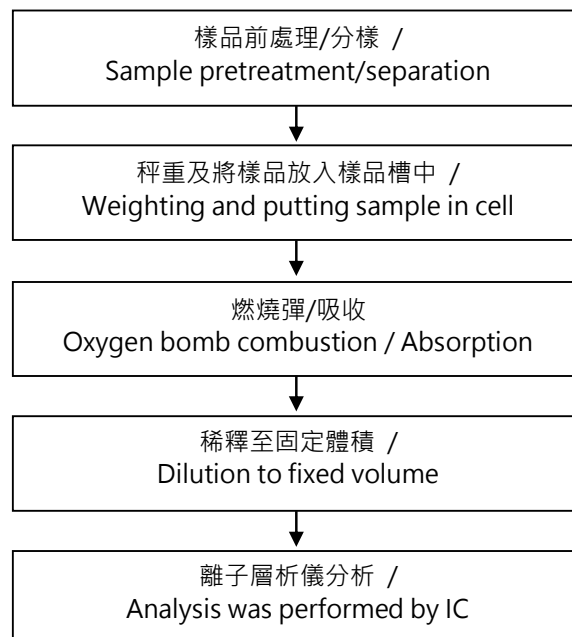 樣品前處理/分樣 /
Sample pretreatment/separation
秤重及將樣品放入樣品槽中 /
Weighting and putting sample in cell
燃燒彈/吸收
Oxygen bomb combustion / Absorption
稀釋至固定體積 /
Dilution to fixed volume
離子層析儀分析 /
Analysis was performed by IC